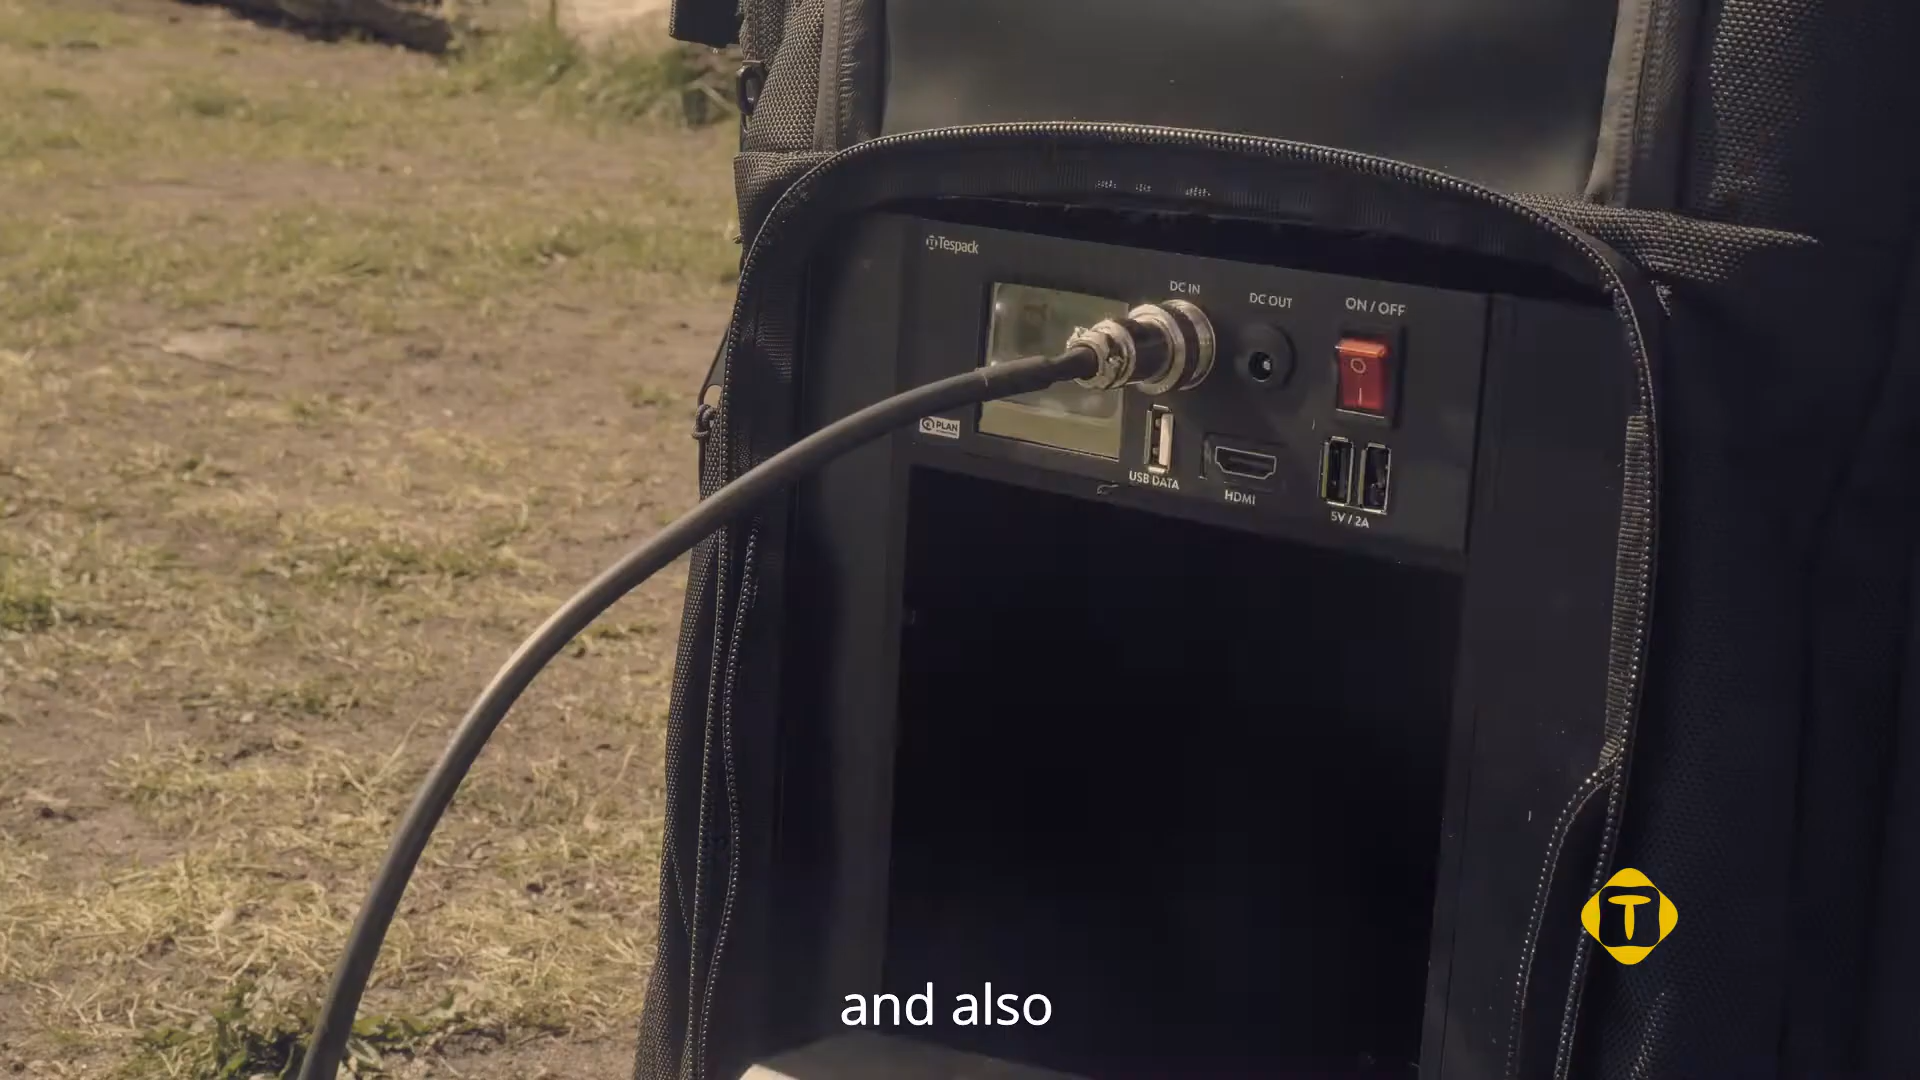 Tespack
DC IN
DC OUT
ON / OFF
PLAN
USB DATA
HDMI
5V / 2A
T
and also